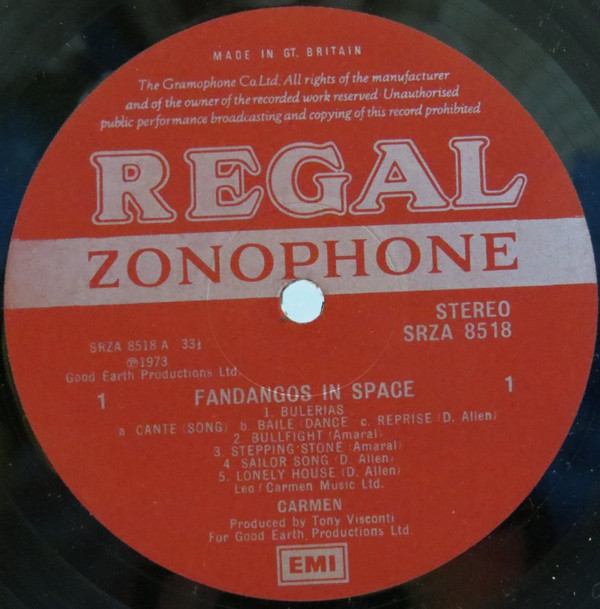 MADE IN GT. BRITAIN
The Gramophone Co. Ltd. All rights of the manufacturer
and of the owner of the recorded work reserved Unauthorised
public performance broadcasting and copying of this record prohibited
REGAL
ZONOPHONE
STEREO
SRZA 8518
SRZA 8518 A 33⅓
℗1973
Good Earth Productions Ltd.
1 FANDANGOS IN SPACE 1
1. BULERIAS
a CANTE (SONG) b. BAILE (DANCE c. REPRISE (D. Allen)
2. BULLFIGHT (Amaral)
3. STEPPING STONE (Amaral)
4. SAILOR SONG (D. Allen)
5. LONELY HOUSE (D. Allen)
Leo / Carmen Music Ltd.
CARMEN
Produced by Tony Visconti
For Good Earth Productions Ltd.
EMI